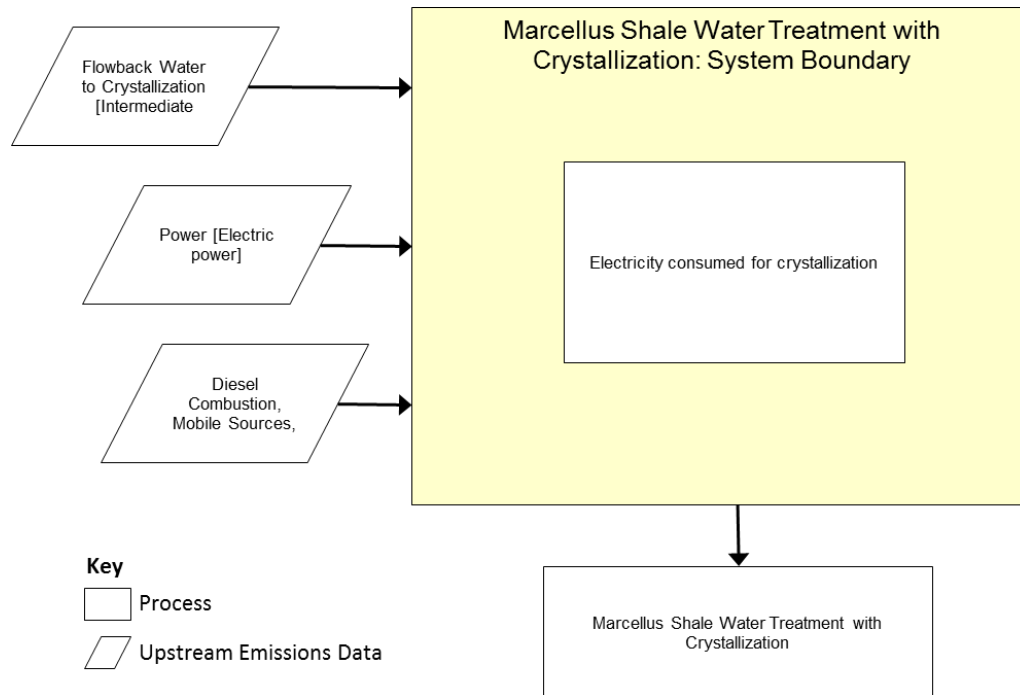 Marcellus Shale Water Treatment with
Crystallization: System Boundary
Flowback Water
to Crystallization
[Intermediate
Power [Electric
power]
Electricity consumed for crystallization
Diesel
Combustion,
Mobile Sources,
Key
Process
Upstream Emissions Data
Marcellus Shale Water Treatment with
Crystallization